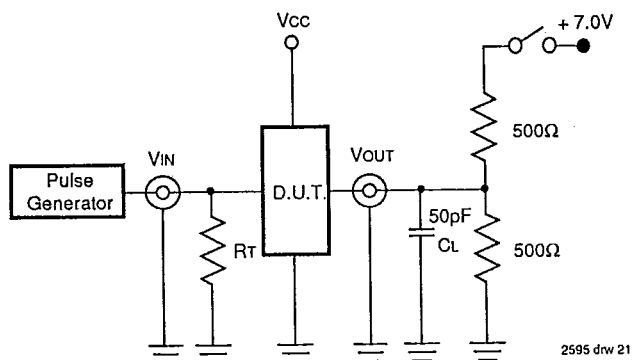 Vcc
+ 7.0V
500Ω
Pulse
Generator
VIN
D.U.T.
VOUT
RT
50pF
CL
500Ω
2595 drw 21